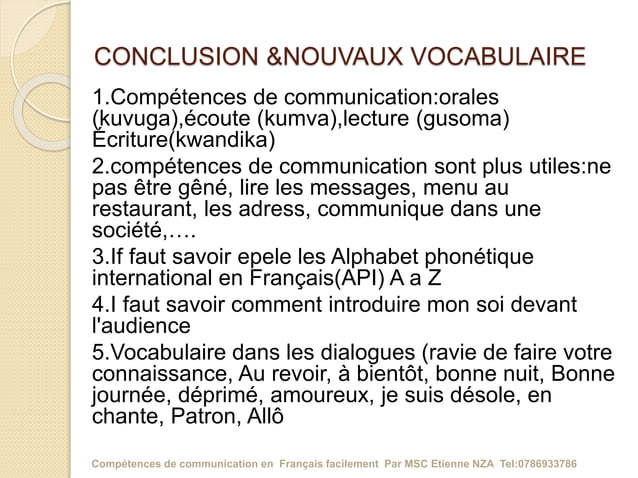 CONCLUSION &NOUVAUX VOCABULAIRE
1.Compétences de communication:orales
(kuvuga),écoute (kumva),lecture (gusoma)
Écriture(kwandika)
2.compétences de communication sont plus utiles:ne
pas être gêné, lire les messages, menu au
restaurant, les adress, communique dans une
société,….
3.If faut savoir epele les Alphabet phonétique
international en Français(API) A a Z
4.I faut savoir comment introduire mon soi devant
l'audience
5.Vocabulaire dans les dialogues (ravie de faire votre
connaissance, Au revoir, à bientôt, bonne nuit, Bonne
journée, déprimé, amoureux, je suis désole, en
chante, Patron, Allô
Compétences de communication en Français facilement Par MSC Etienne NZA Tel:0786933786